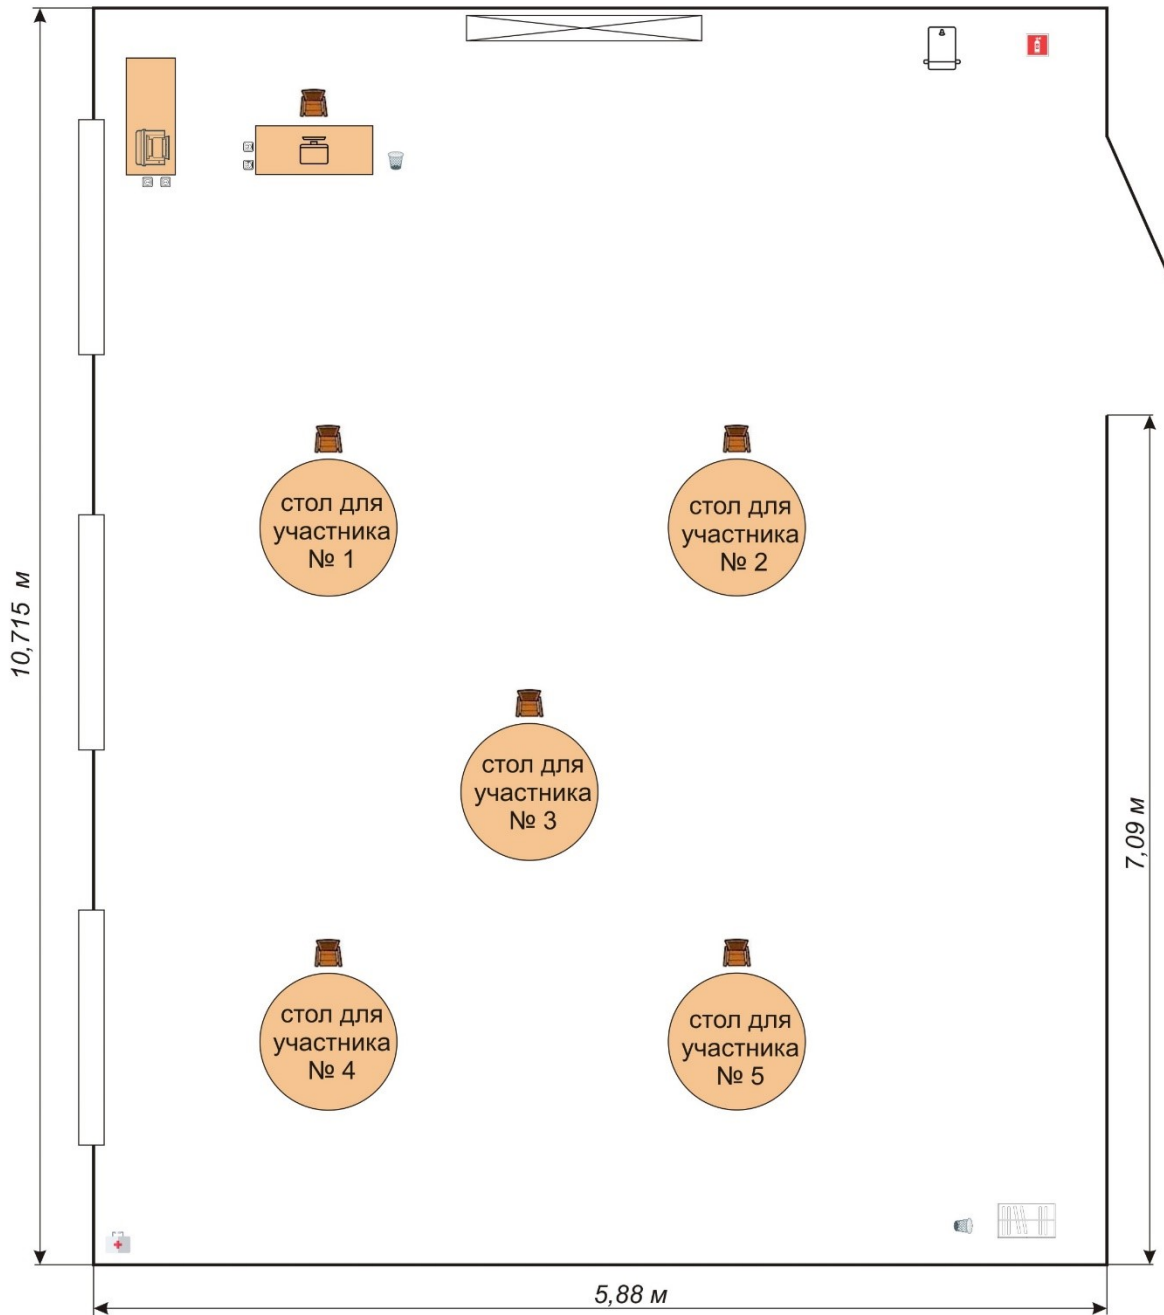 стол для
участника
№ 1
стол для
участника
№ 2
10,715 м
стол для
участника
№ 3
7,09 м
стол для
участника
№ 4
стол для
участника
№ 5
5,88 м